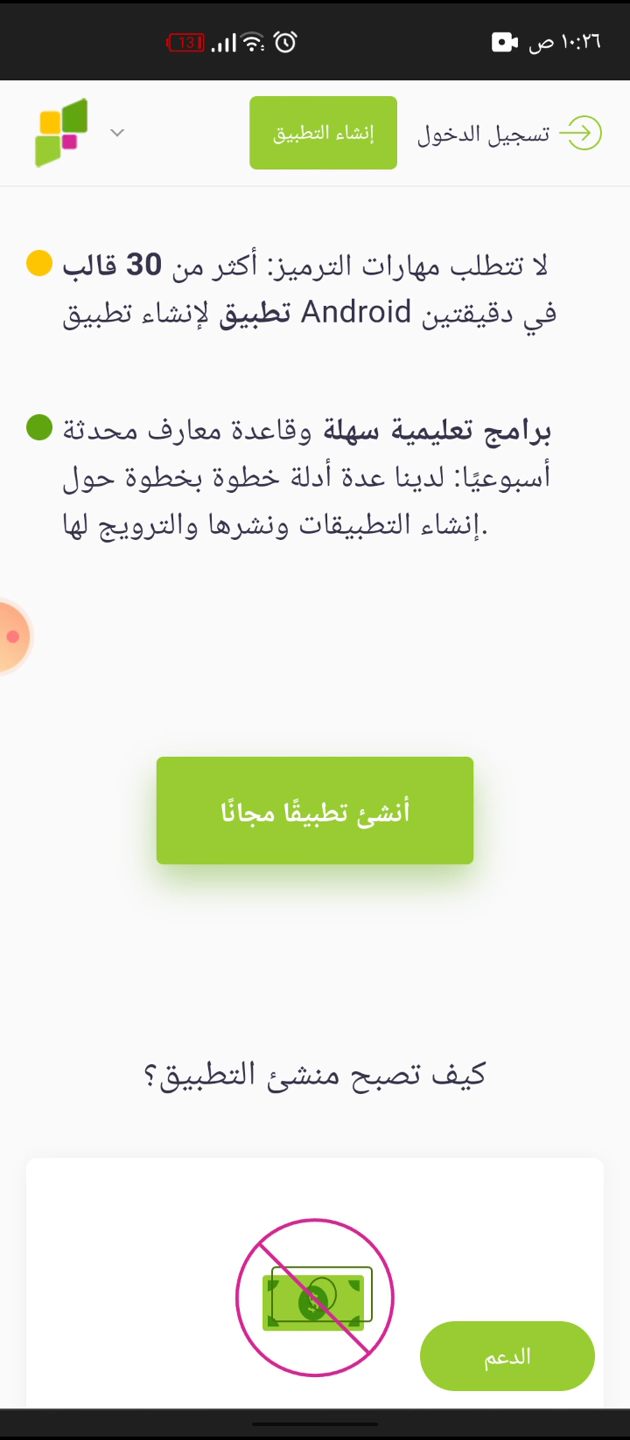 ١٠:٢٦ ص
13
تسجيل الدخول
إنشاء التطبيق
لا تتطلب مهارات الترميز: أكثر من 30 قالب
في دقيقتين Android تطبيق لإنشاء تطبيق
برامج تعليمية سهلة وقاعدة معارف محدثة
أسبوعيًا: لدينا عدة أدلة خطوة بخطوة حول
.إنشاء التطبيقات ونشرها والترويج لها
أنشئ تطبيقًا مجانًا
كيف تصبح منشئ التطبيق؟
$
الدعم